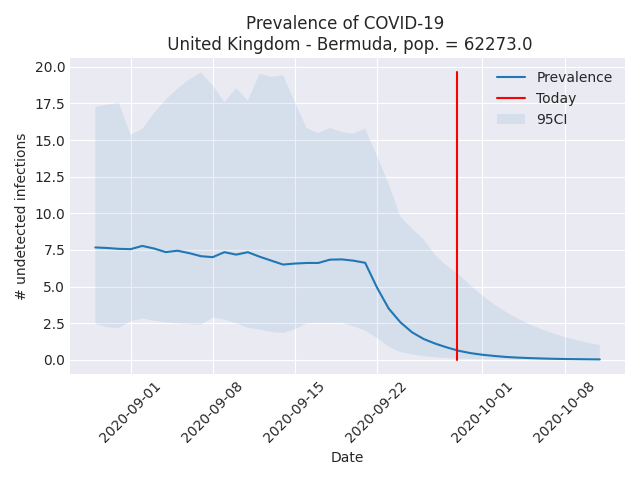 Prevalence of COVID-19
United Kingdom - Bermuda, pop. = 62273.0
# undetected infections
20.0
17.5
15.0
12.5
10.0
7.5
5.0
2.5
0.0
Prevalence
Today
95CI
2020-09-01
2020-09-08
2020-09-15
2020-09-22
2020-10-01
2020-10-08
Date